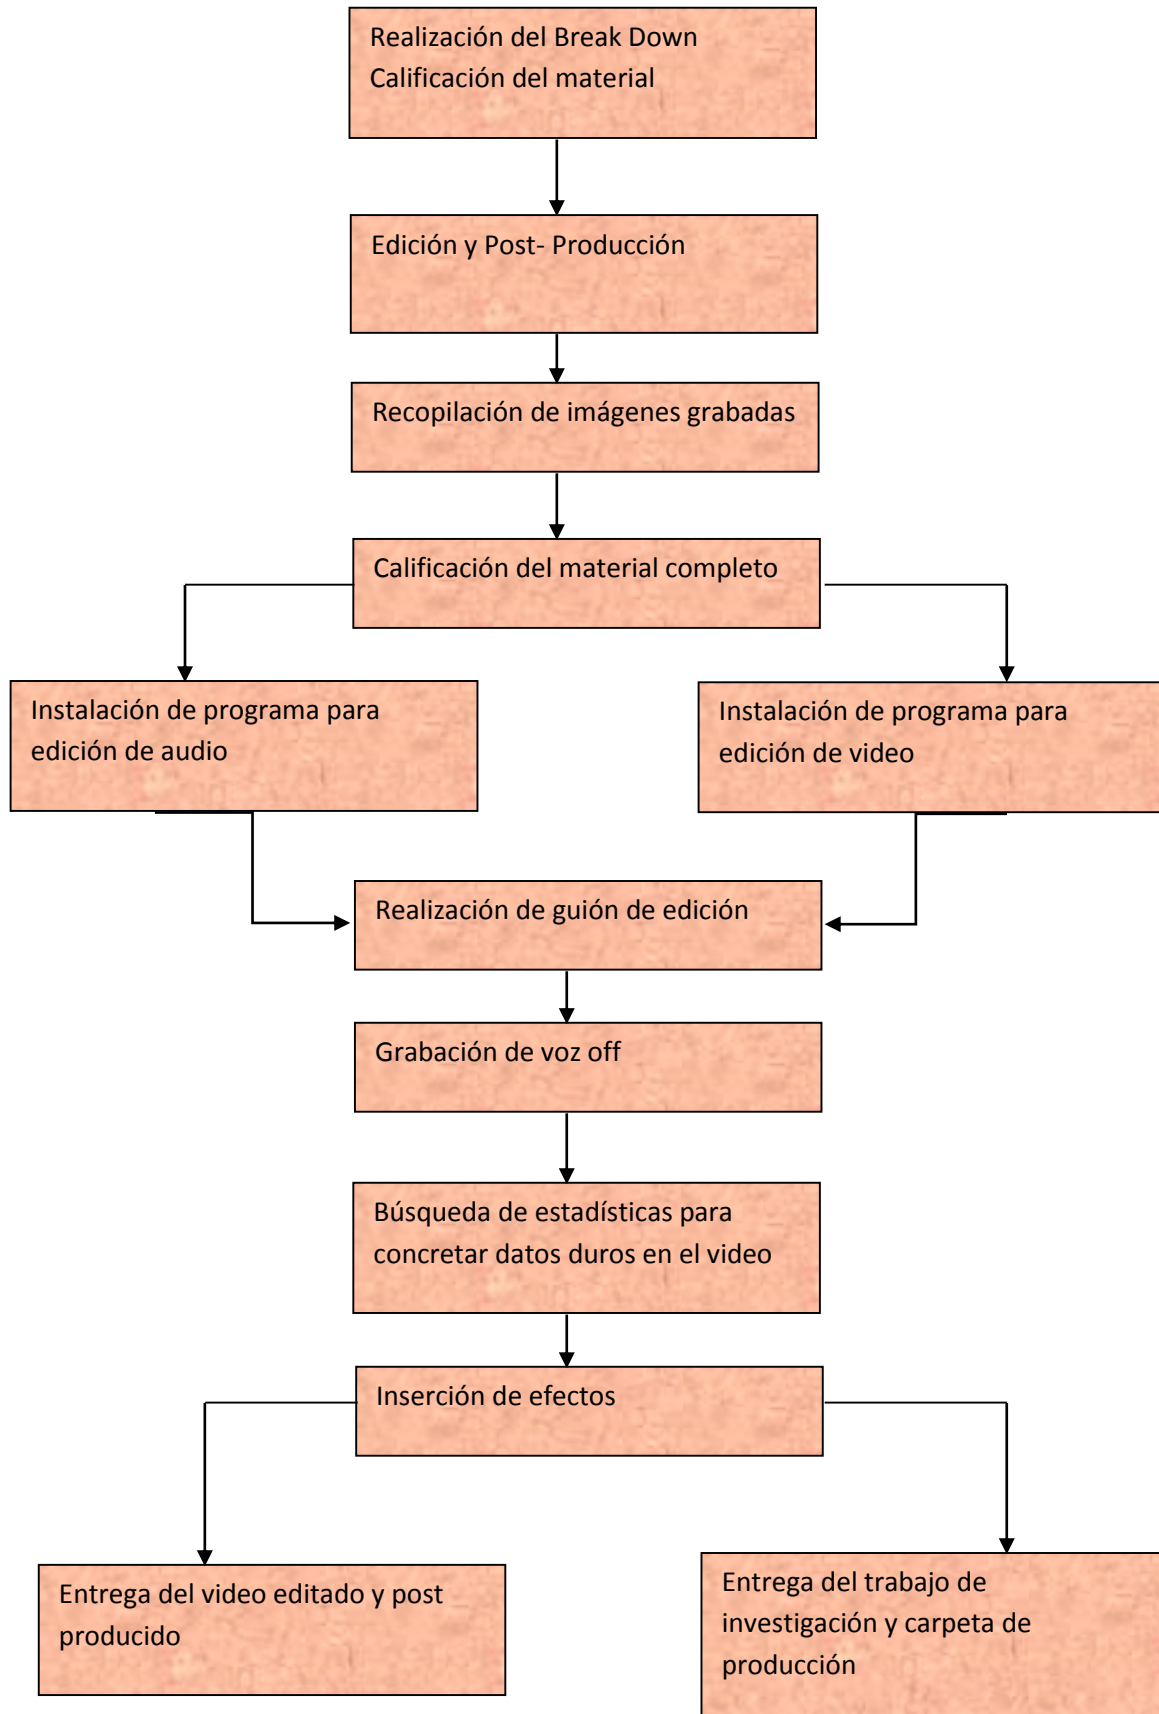 Realización del Break Down
Calificación del material
Edición y Post- Producción
Recopilación de imágenes grabadas
Calificación del material completo
Instalación de programa para
edición de audio
Instalación de programa para
edición de video
Realización de guión de edición
Grabación de voz off
Búsqueda de estadísticas para
concretar datos duros en el video
Inserción de efectos
Entrega del video editado y post
producido
Entrega del trabajo de
investigación y carpeta de
producción